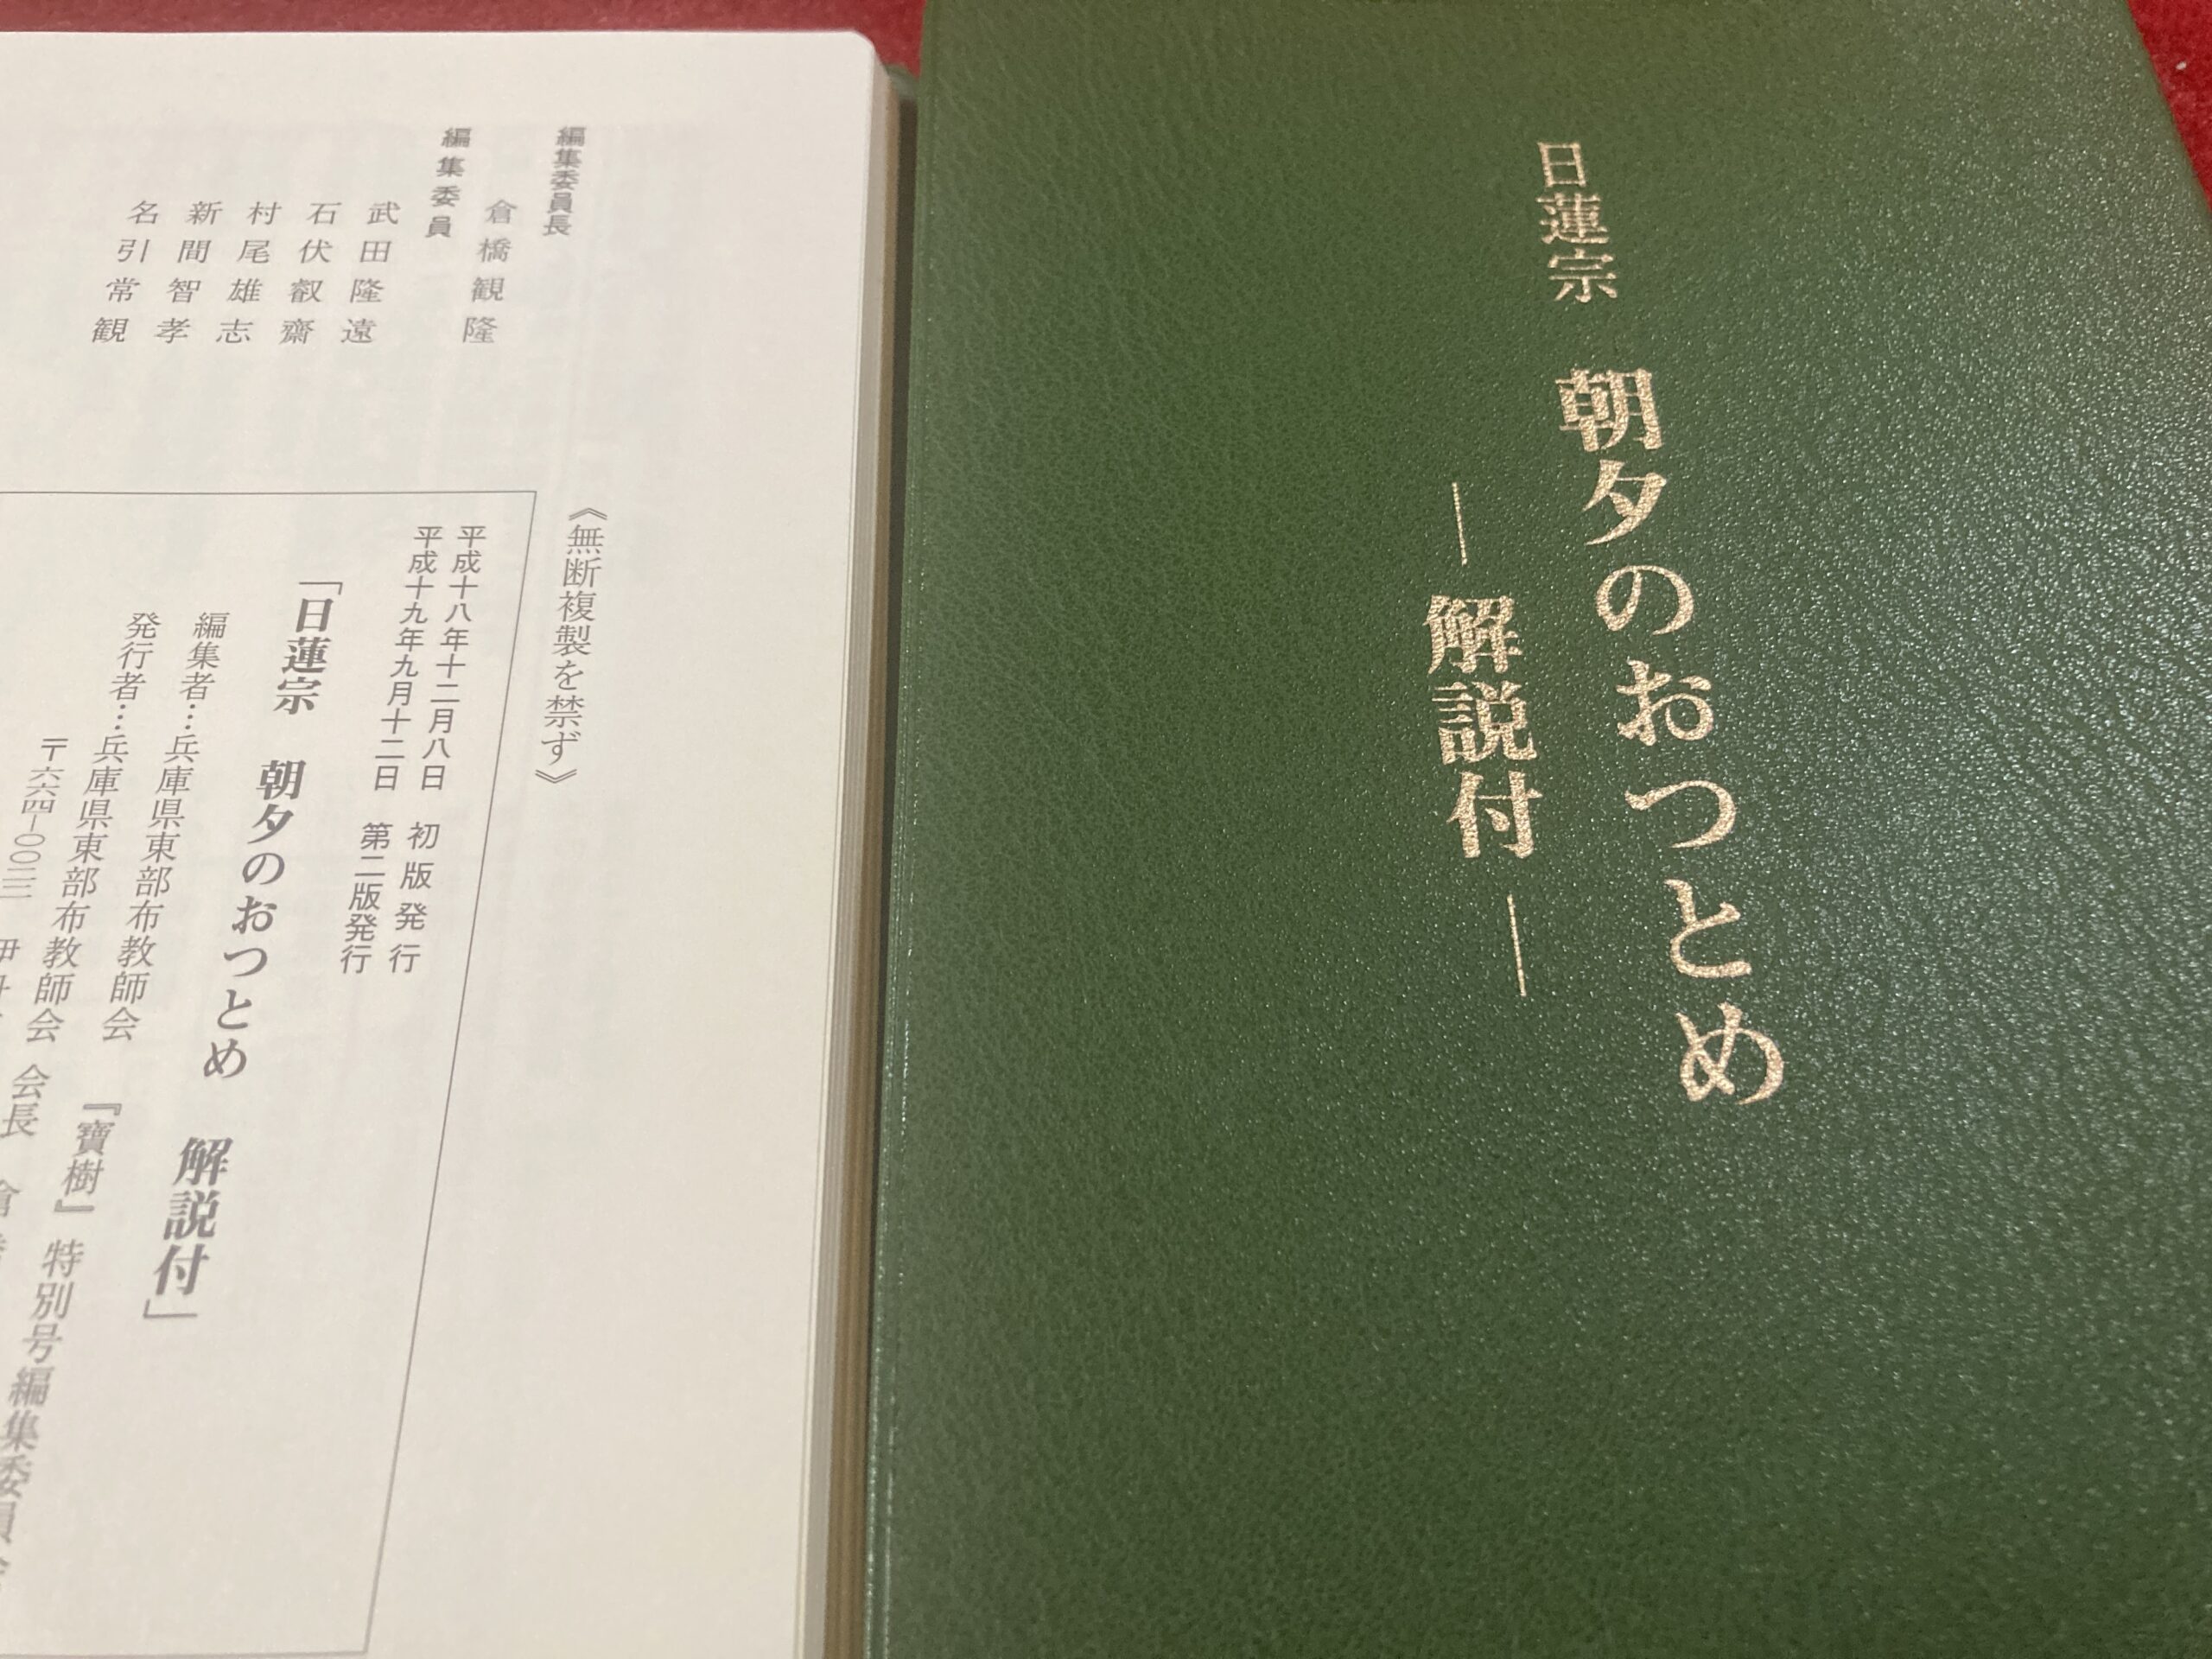 日蓮宗 朝夕のおつとめ
―解説付―
編集委員長
倉橋観隆
編集委員
武田隆遠
石伏叡齋
村尾雄志
新間智孝
名引常観
《無断複製を禁ず》
平成十八年十二月八日 初版発行
平成十九年九月十二日 第二版発行
「日蓮宗 朝夕のおつとめ 解説付」
編集者…兵庫県東部布教師会 『寶樹』特別号編集委員会
発行者…兵庫県東部布教師会 会長
〒六六四-〇〇二三